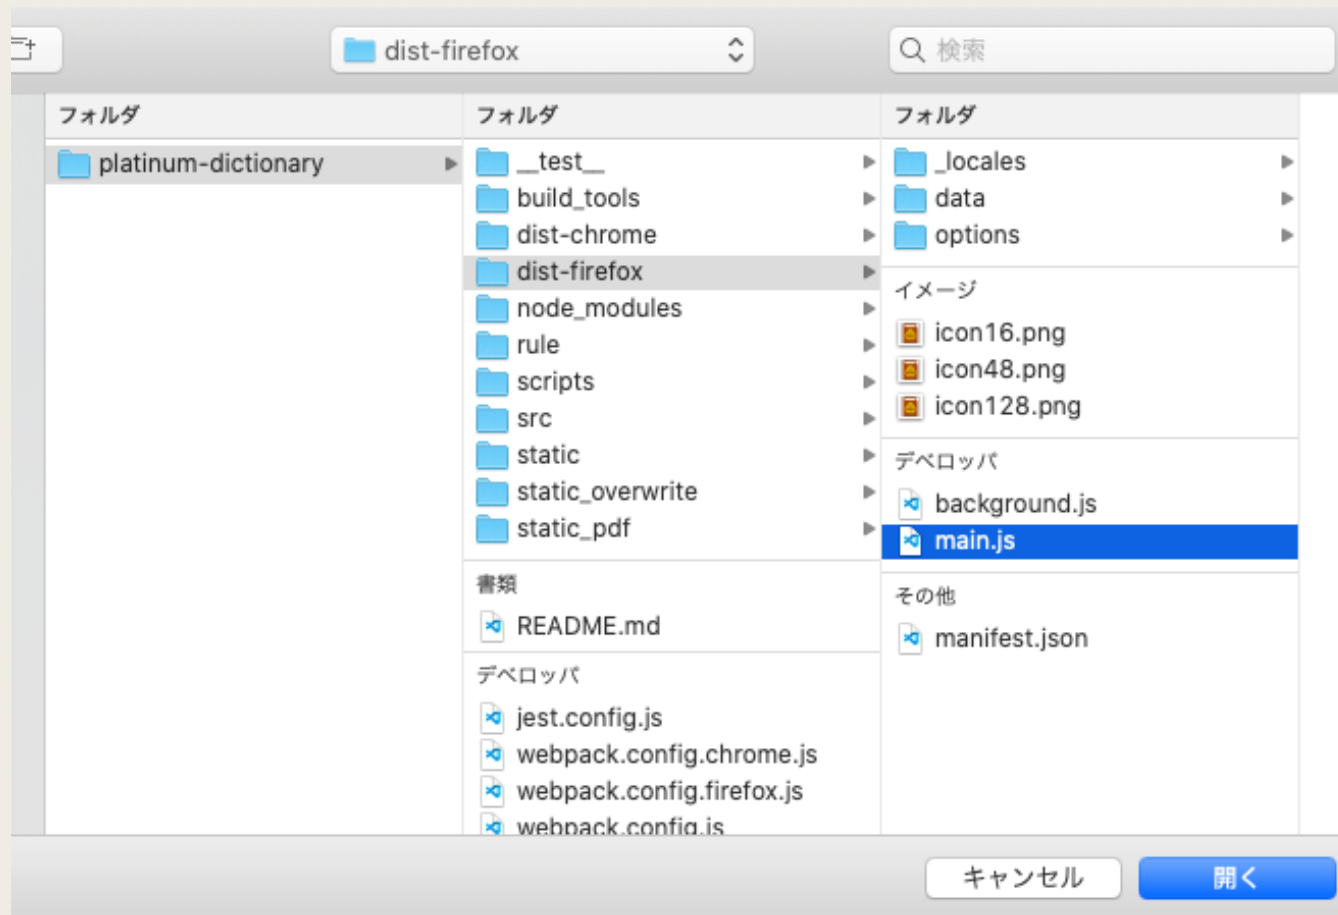 dist-firefox
検索
フォルダ
platinum-dictionary
フォルダ
__test__
build_tools
dist-chrome
dist-firefox
node_modules
rule
scripts
src
static
static_overwrite
static_pdf
書類
README.md
デベロッパ
jest.config.js
webpack.config.chrome.js
webpack.config.firefox.js
webpack.config.js
フォルダ
_locales
data
options
イメージ
icon16.png
icon48.png
icon128.png
デベロッパ
background.js
main.js
その他
manifest.json
キャンセル
開く